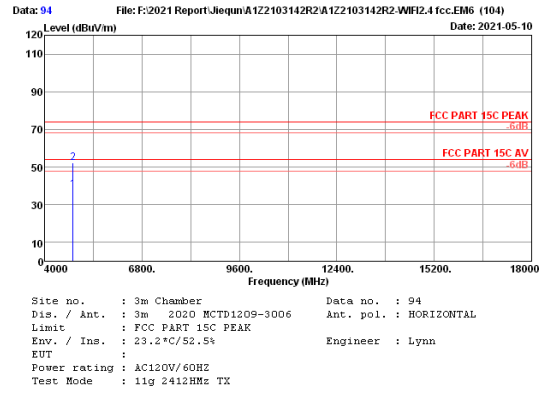 Data: 94 File: F:\2021 Report\Jiequn\A1Z2103142R2\A1Z2103142R2-WIFI2.4 fcc.EM6 (104)
120 Level (dBuV/m) Date: 2021-05-10
110
90
FCC PART 15C PEAK
70
-6dB
2
FCC PART 15C AV
50
-6dB
30
10
0
4000 6800. 9600. 12400. 15200. 18000
Frequency (MHz)
Site no. : 3m Chamber Data no. : 94
Dis. / Ant. : 3m 2020 MCTD1209-3006 Ant. pol. : HORIZONTAL
Limit : FCC PART 15C PEAK
Env. / Ins. : 23.2*C/52.5% Engineer : Lynn
EUT :
Power rating : AC120V/60HZ
Test Mode : 11g 2412HMz TX